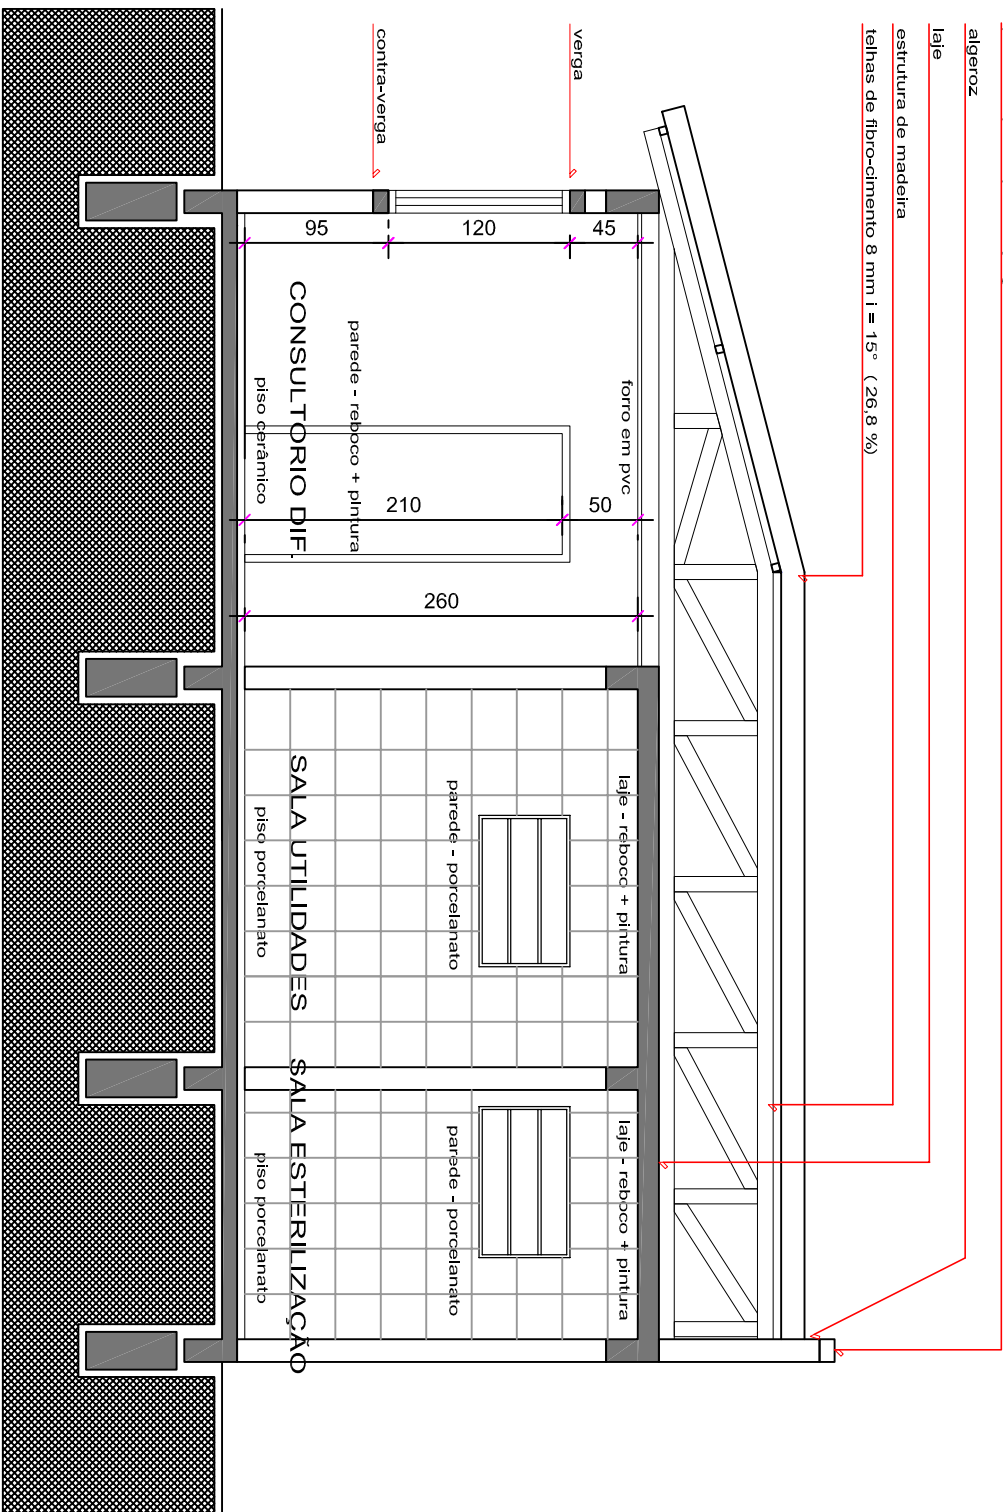 algeroz
laje
estrutura de madeira
telhas de fibro-cimento 8 mm i = 15° (26,8 %)
verga
contra-verga
45
120
95
forro em pvc
50
210
260
parede - reboco + pintura
CONSULTORIO DIF.
piso cerâmico
laje - reboco + pintura
parede - porcelanato
SALA UTILIDADES
piso porcelanato
laje - reboco + pintura
parede - porcelanato
SALA ESTERILIZAÇÃO
piso porcelanato